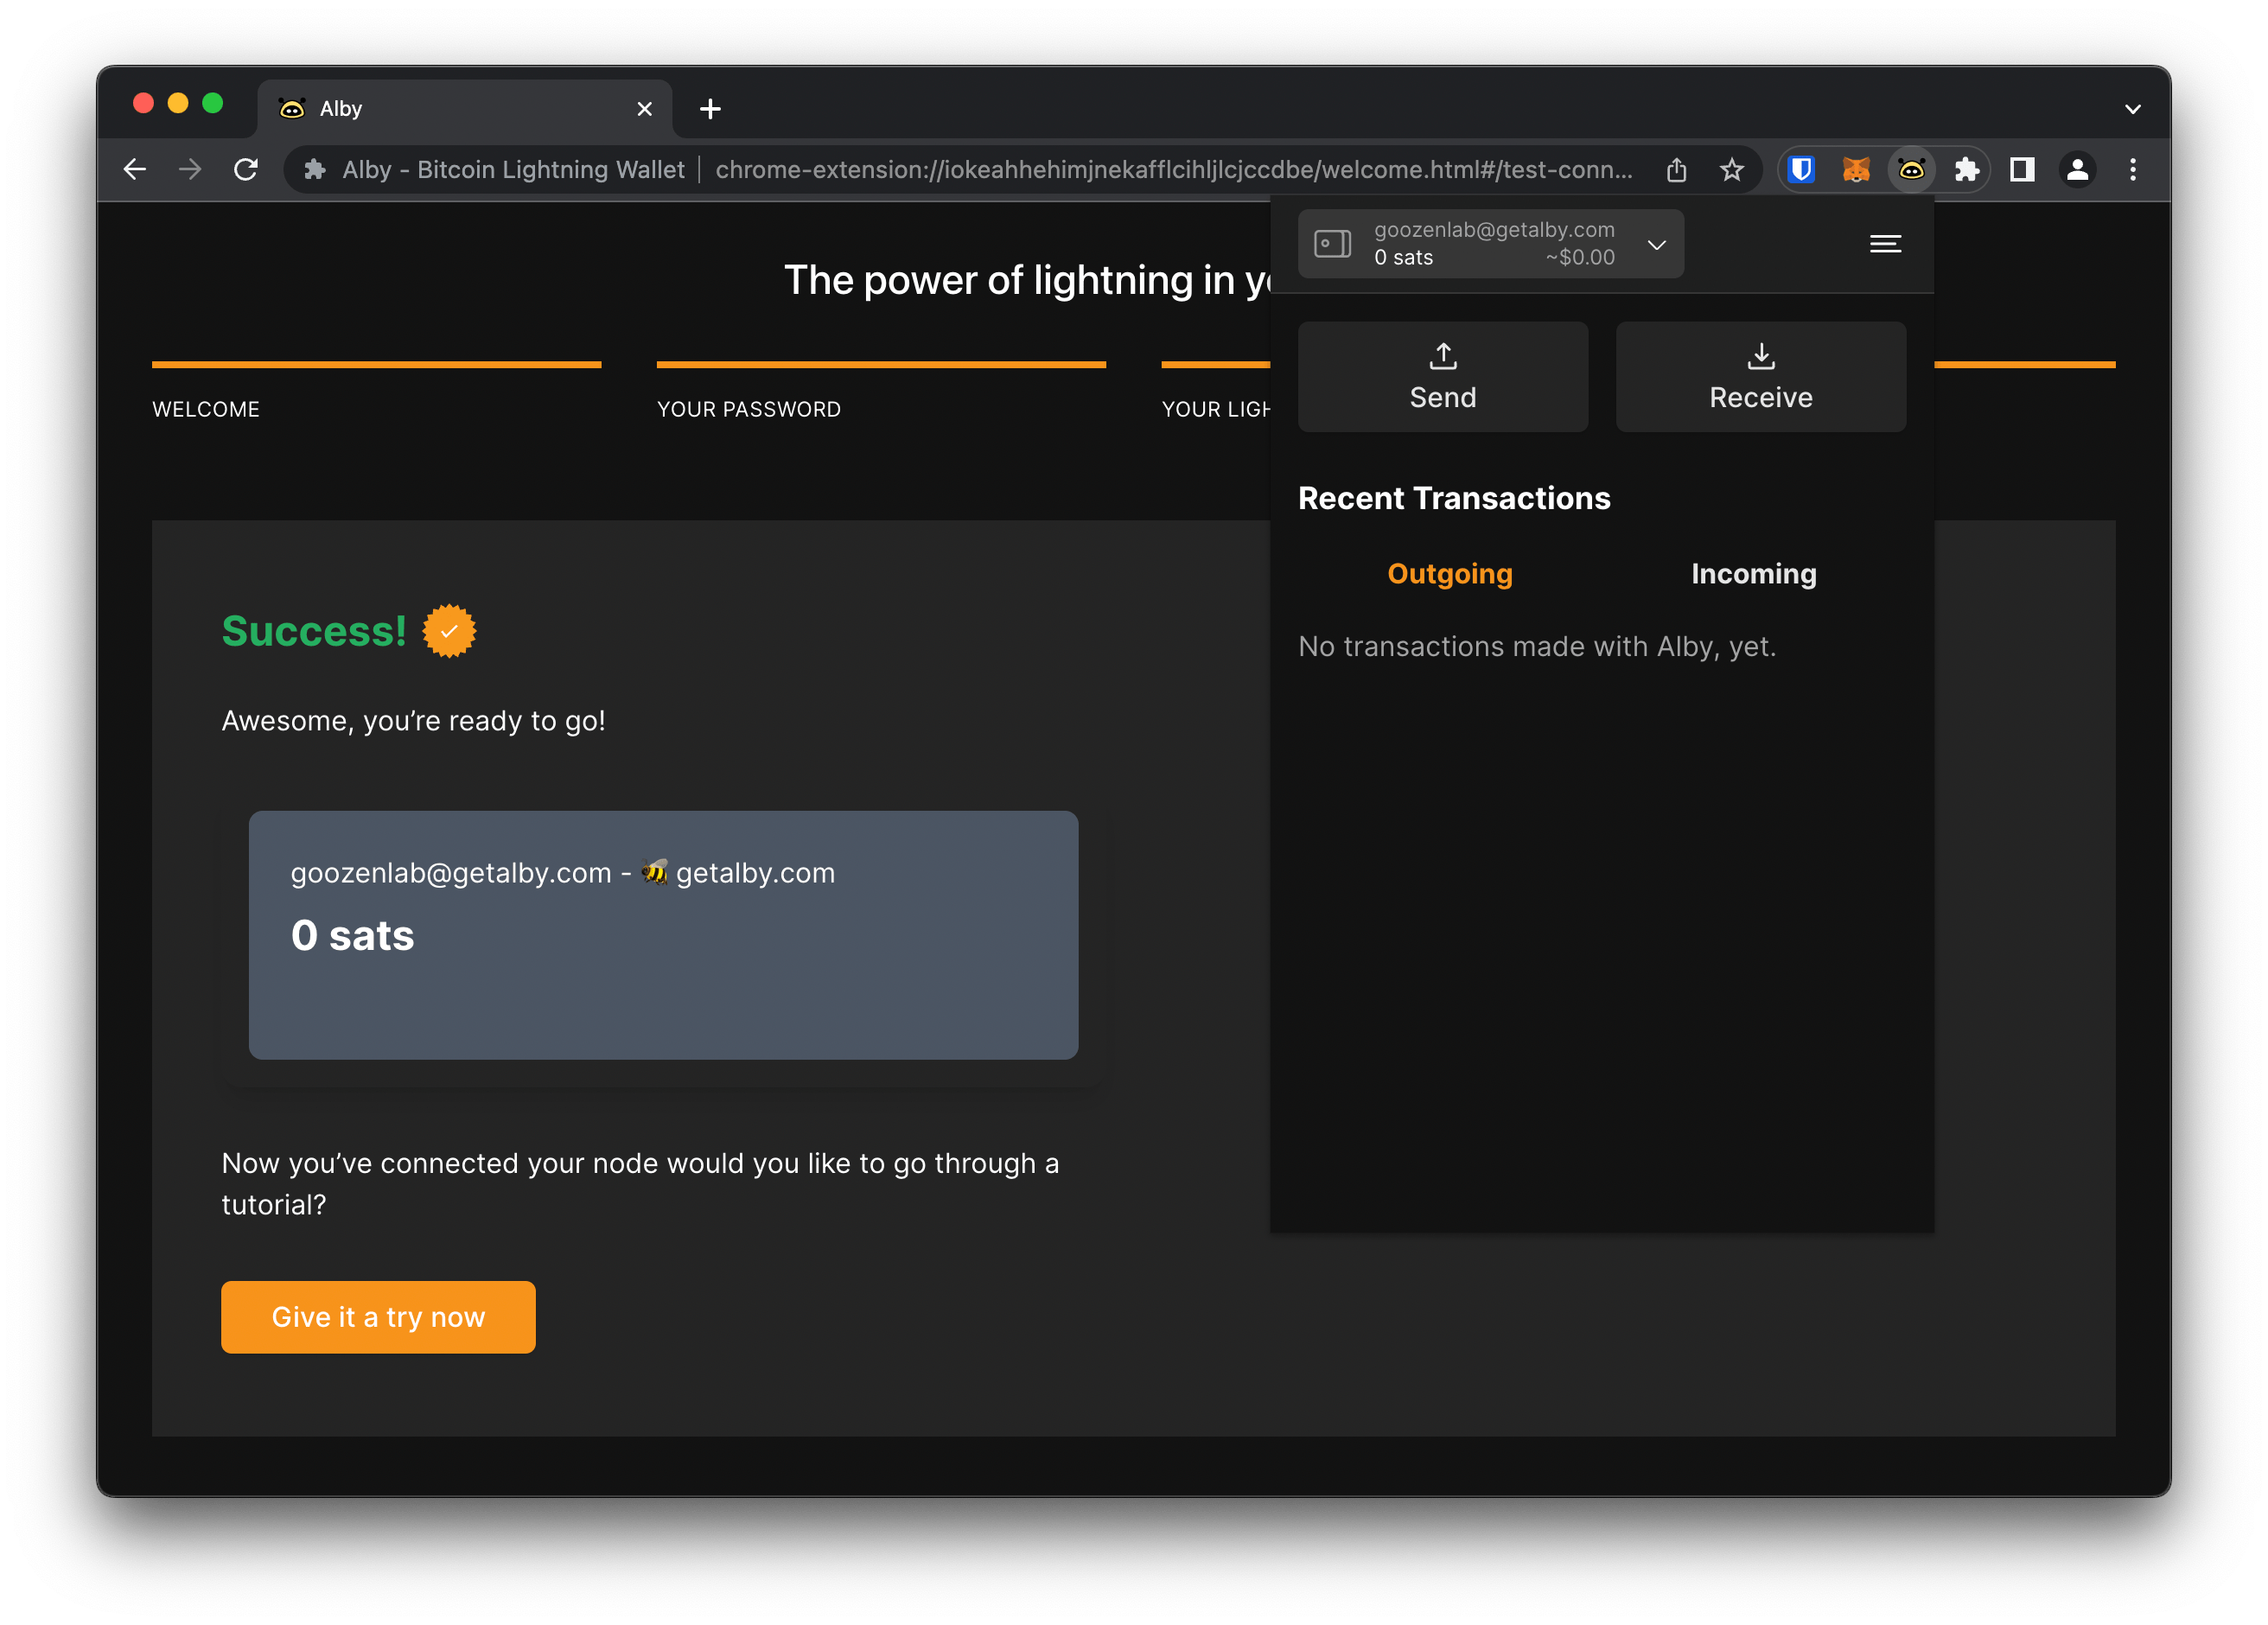 Alby
Alby - Bitcoin Lightning Wallet | chrome-extension://iokeahhehimjnekafflcihljlcjccdbe/welcome.html#/test-conn...
The power of lightning in
WELCOME
YOUR PASSWORD
YOUR
Success!
Awesome, you’re ready to go!
goozenlab@getalby.com - 🐝 getalby.com
0 sats
Now you’ve connected your node would you like to go through a
tutorial?
Give it a try now
goozenlab@getalby.com
0 sats ~$0.00
Send
Receive
Recent Transactions
Outgoing
Incoming
No transactions made with Alby, yet.